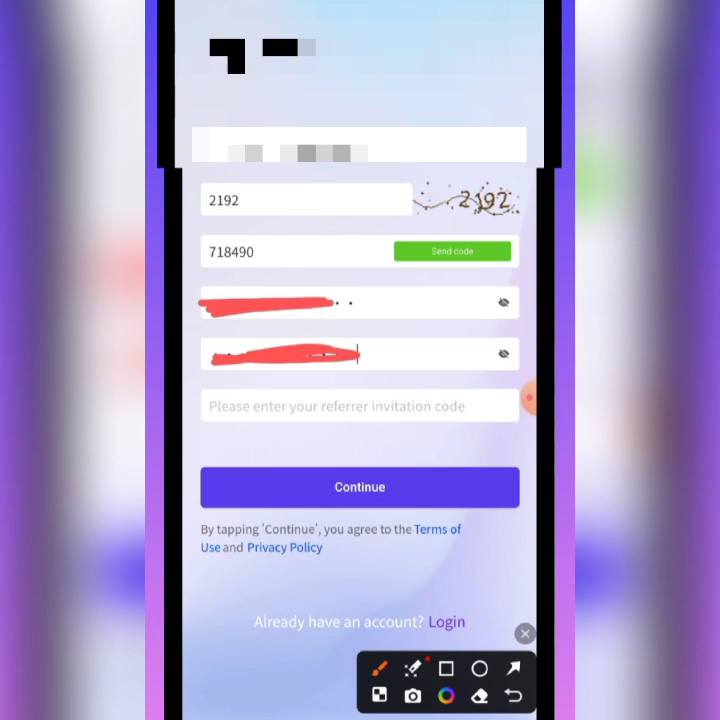 2192
2192
718490
Send code
Please enter your referrer invitation code
Continue
By tapping 'Continue', you agree to the Terms of
Use and Privacy Policy
Already have an account? Login